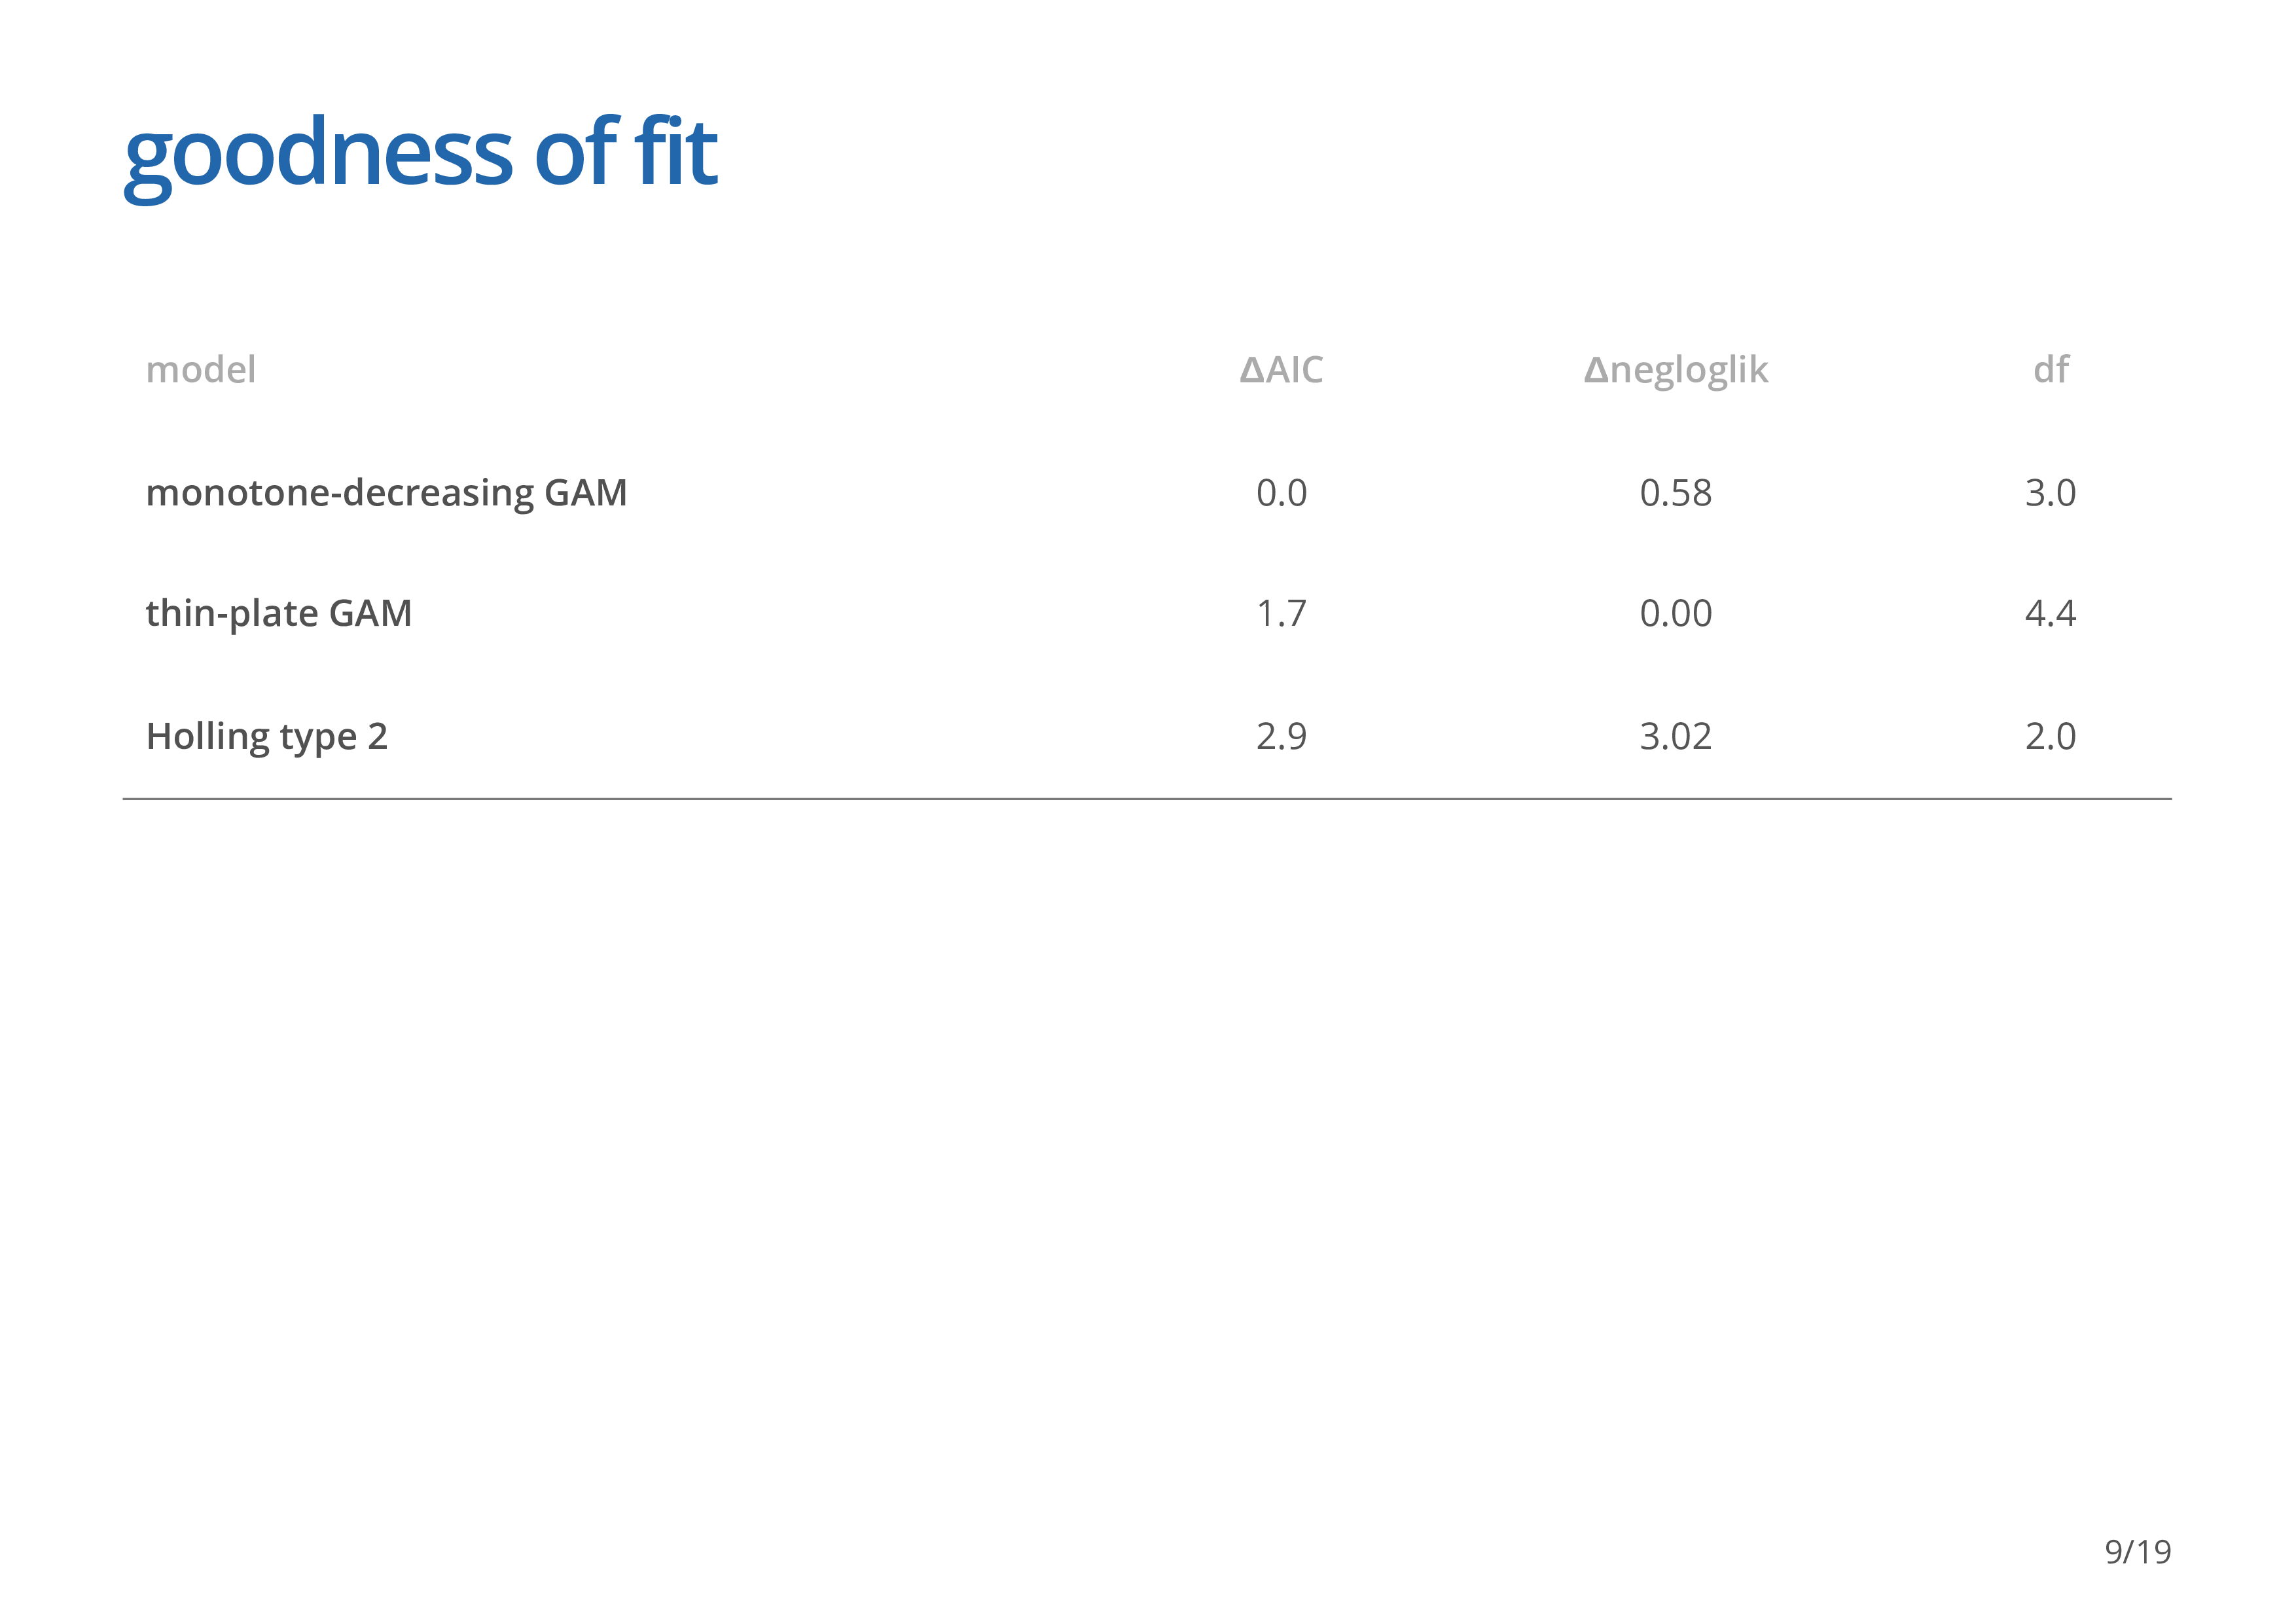 goodness of fit
model ΔAIC Δnegloglik df
monotone-decreasing GAM 0.0 0.58 3.0
thin-plate GAM 1.7 0.00 4.4
Holling type 2 2.9 3.02 2.0
9/19